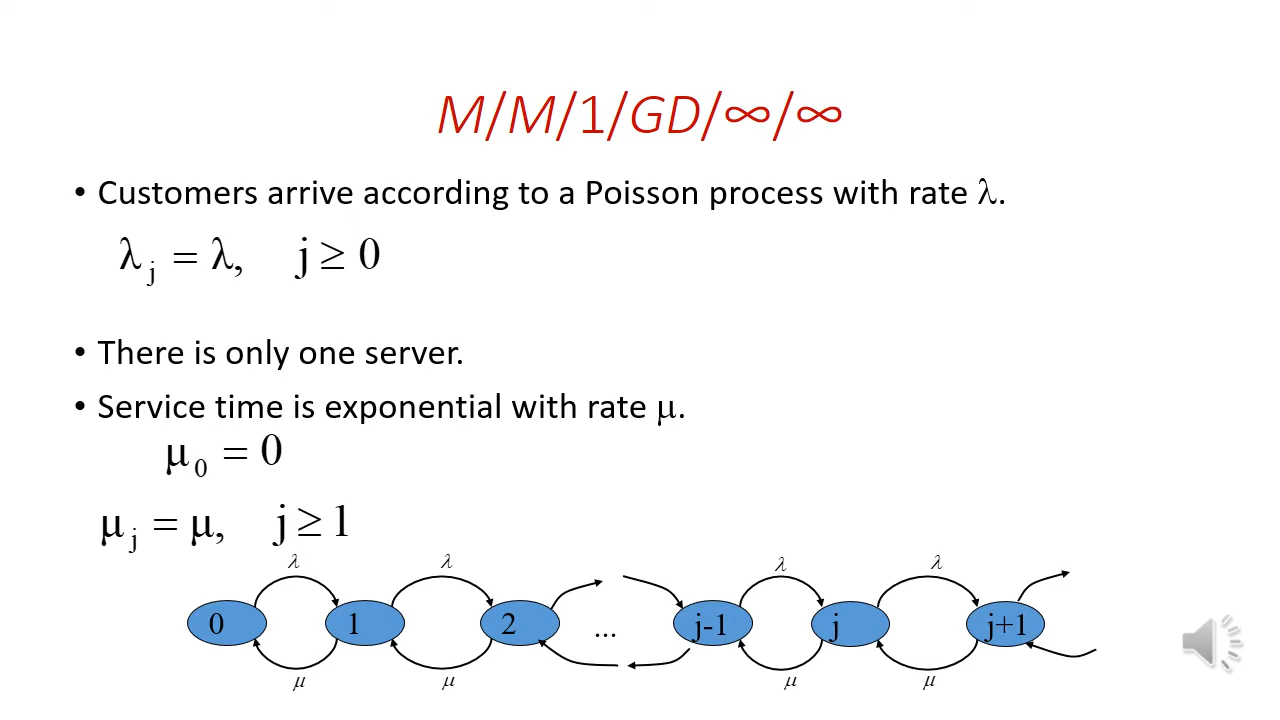 M/M/1/GD/∞/∞
• Customers arrive according to a Poisson process with rate λ.
λj = λ, j ≥ 0
• There is only one server.
• Service time is exponential with rate μ.
μ0 = 0
μj = μ, j ≥ 1
λ λ λ λ
0 1 2 ... j-1 j j+1
μ μ μ μ